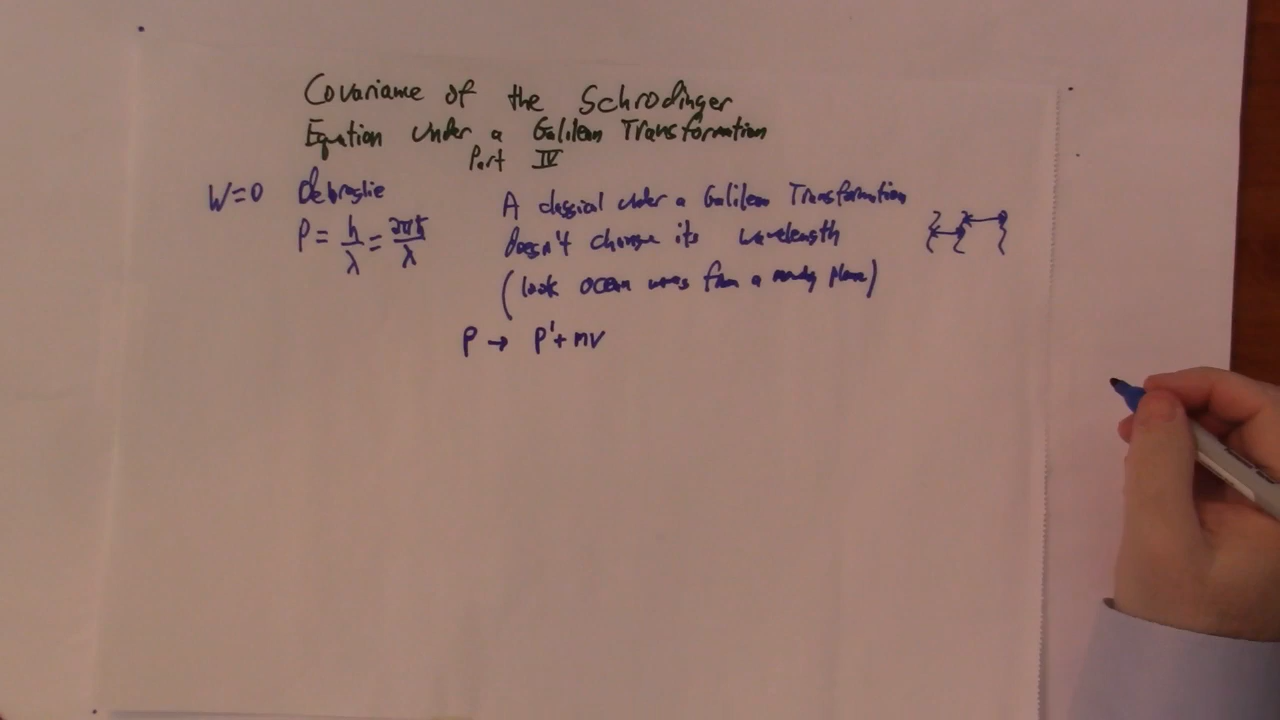 Covariance of the Schrodinger
Equation Under a Galilean Transformation
Part IV
W=0 Debroglie
P = h/λ = 2πħ/λ
A classical under a Galilean Transformation
doesn't change its wavelength
(look ocean waves from a plane)
P → P'+mv